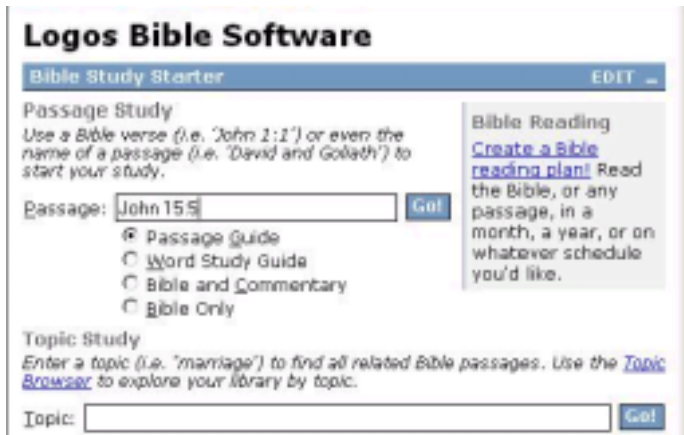 Logos Bible Software
Bible Study Starter EDIT _
Passage Study
Use a Bible verse (i.e. 'John 1:1') or even the
name of a passage (i.e. 'David and Goliath') to
start your study.
Passage: John 15:5 Go!
Passage Guide
Word Study Guide
Bible and Commentary
Bible Only
Bible Reading
Create a Bible
reading plan! Read
the Bible, or any
passage, in a
month, a year, or on
whatever schedule
you'd like.
Topic Study
Enter a topic (i.e. 'marriage') to find all related Bible passages. Use the Topic
Browser to explore your library by topic.
Topic: Go!